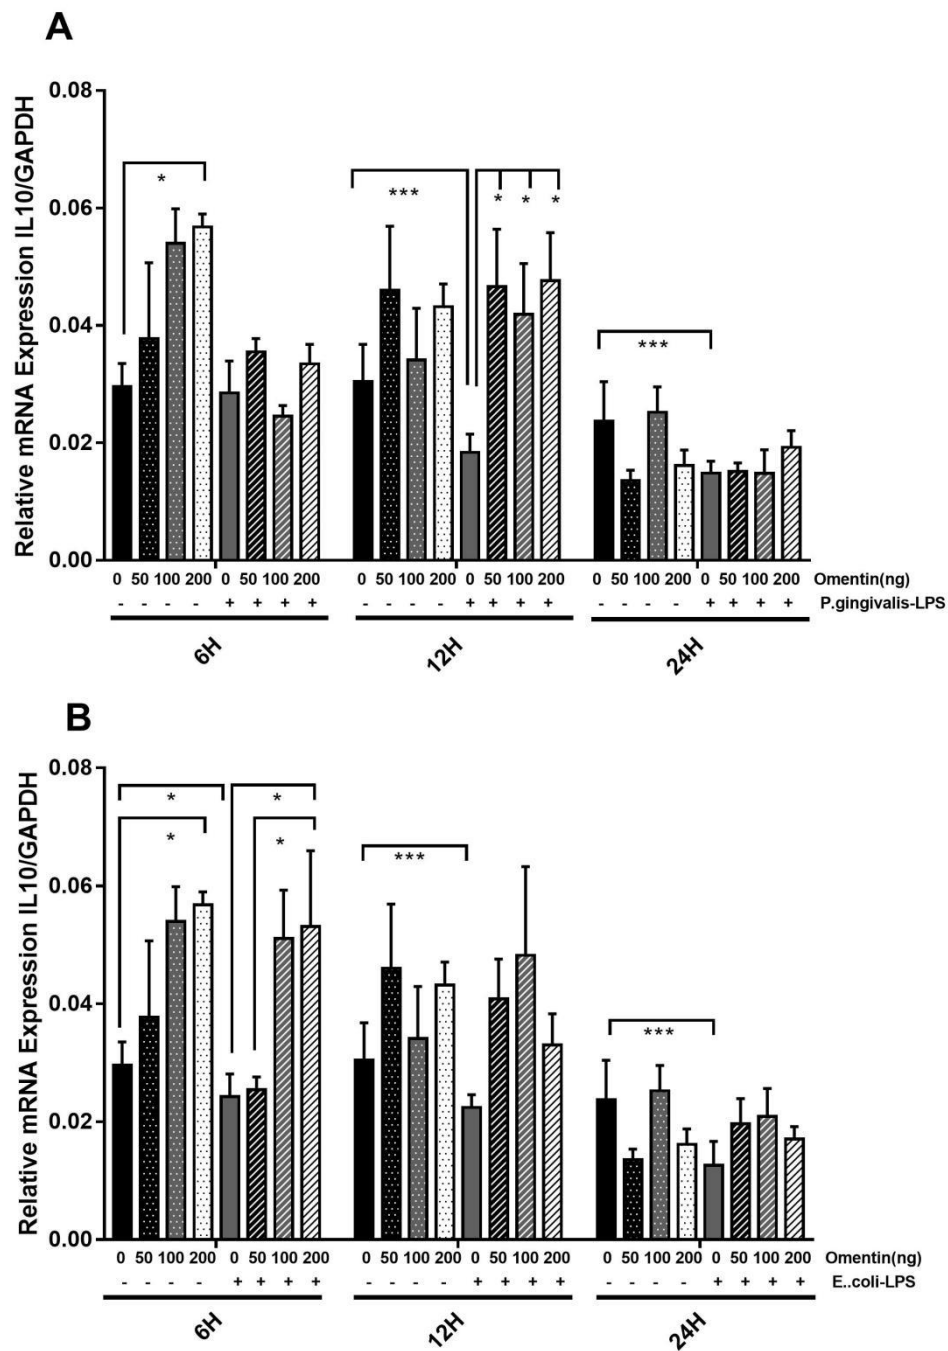 A
Relative mRNA Expression IL10/GAPDH
0.08
0.06
0.04
0.02
0.00
*
***
* * *
***
0 50 100 200 0 50 100 200 0 50 100 200 0 50 100 200 0 50 100 200 0 50 100 200 Omentin(ng)
- - - - + + + + - - - - + + + + - - - - + + + + P.gingivalis-LPS
6H 12H 24H
B
Relative mRNA Expression IL10/GAPDH
0.08
0.06
0.04
0.02
0.00
* *
* *
***
***
0 50 100 200 0 50 100 200 0 50 100 200 0 50 100 200 0 50 100 200 0 50 100 200 Omentin(ng)
- - - - + + + + - - - - + + + + - - - - + + + + E..coli-LPS
6H 12H 24H